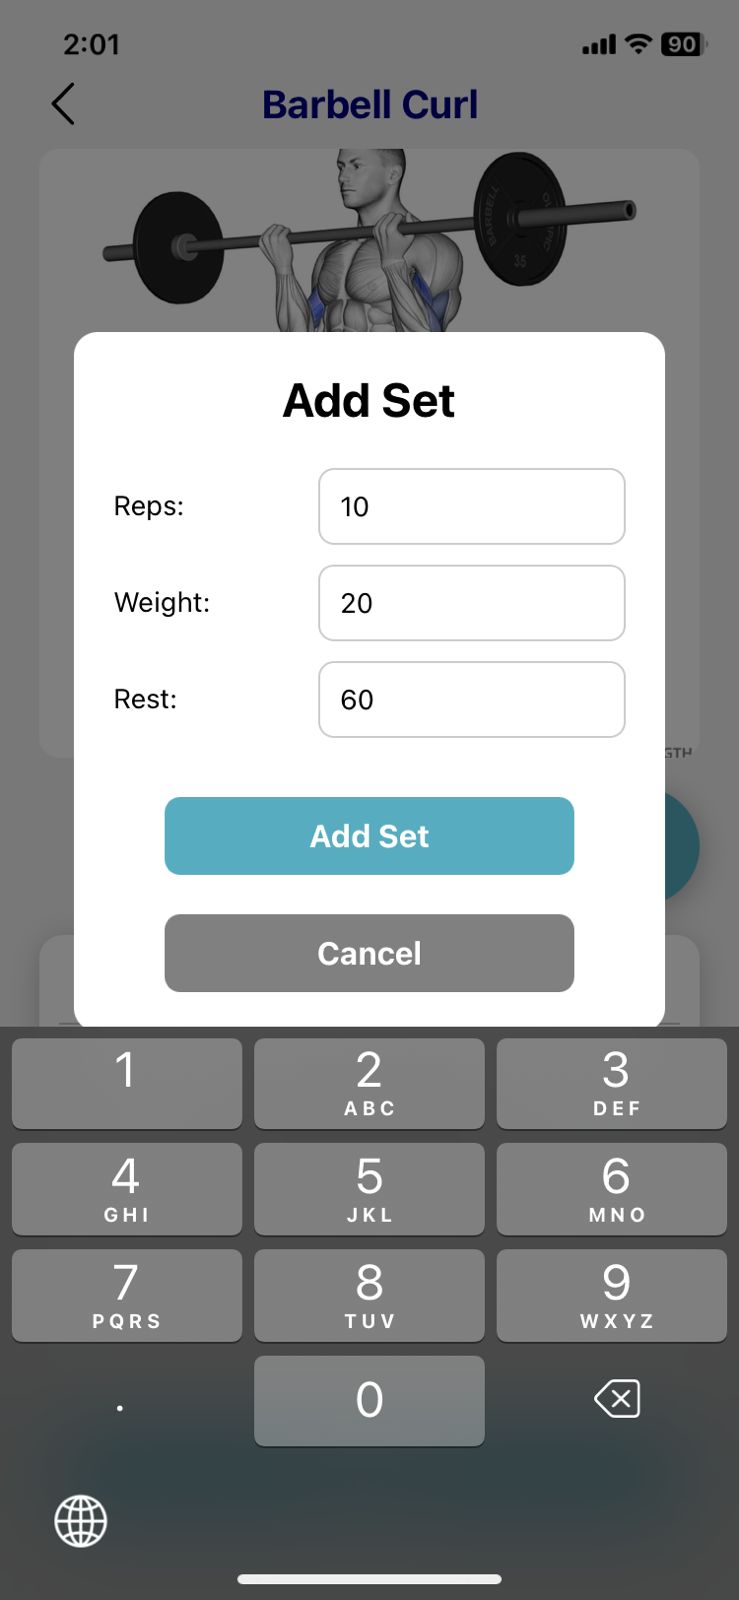 2:01
90
Barbell Curl
BARBELL
35
Add Set
Reps:
10
Weight:
20
Rest:
60
GTH
Add Set
Cancel
1
2
3
ABC
DEF
4
5
6
GHI
JKL
MNO
7
8
9
PQRS
TUV
WXYZ
.
0